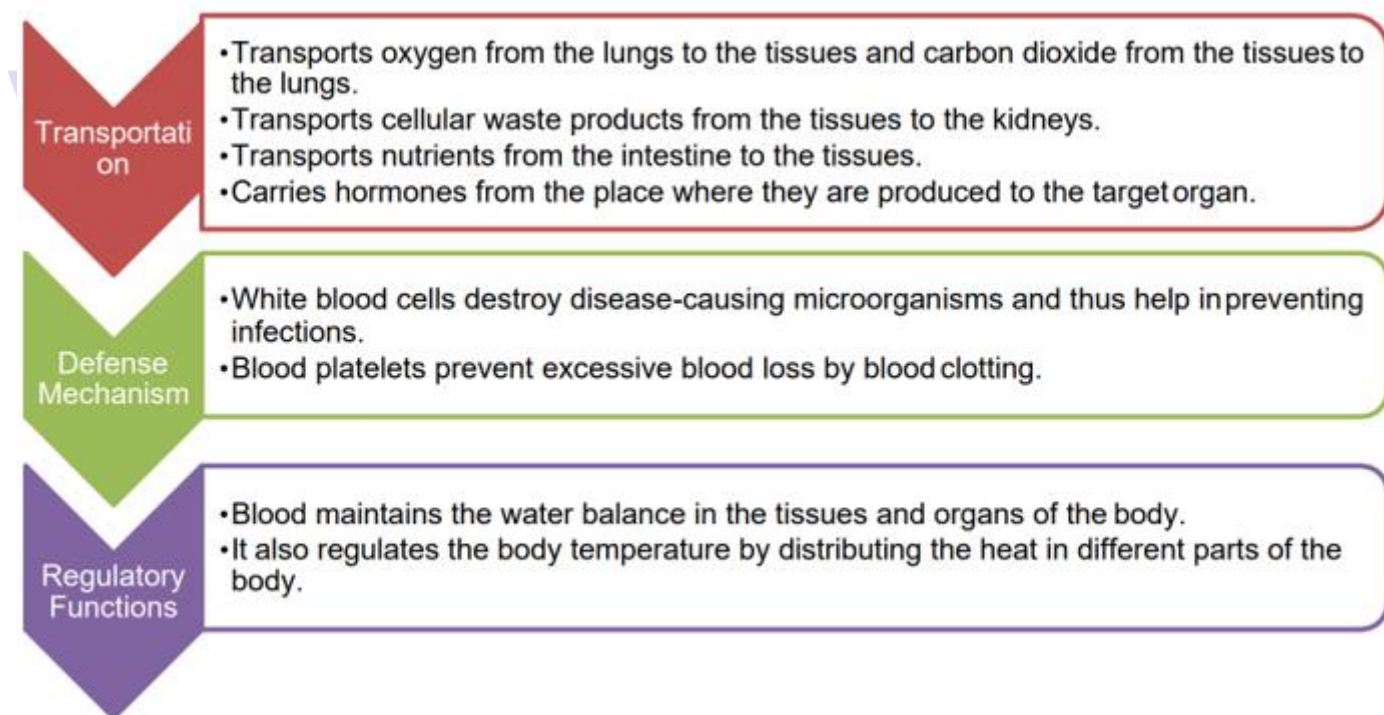 Transportati
on
•Transports oxygen from the lungs to the tissues and carbon dioxide from the tissues to
the lungs.
•Transports cellular waste products from the tissues to the kidneys.
•Transports nutrients from the intestine to the tissues.
•Carries hormones from the place where they are produced to the target organ.
Defense
Mechanism
•White blood cells destroy disease-causing microorganisms and thus help in preventing
infections.
•Blood platelets prevent excessive blood loss by blood clotting.
Regulatory
Functions
•Blood maintains the water balance in the tissues and organs of the body.
•It also regulates the body temperature by distributing the heat in different parts of the
body.